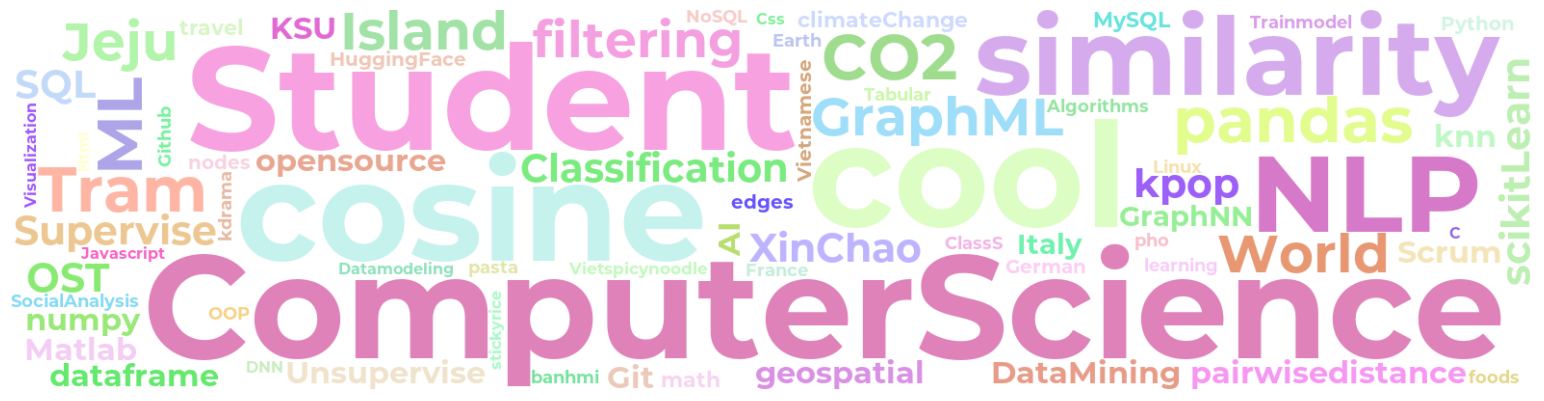 Jeju
travel
KSU
Island
HuggingFace
filtering
NoSQL
Css
climateChange
Earth
CO2
MySQL
Trainmodel
Python
similarity
SQL
ML
Student
Tabular
GraphML
Algorithms
pandas
knn
scikitLearn
Visualization
Html
Github
nodes
opensource
Classification
Vietnamese
cool
Linux
kpop
NLP
Tram
kdrama
cosine
edges
GraphNN
Supervise
Javascript
AI
XinChao
ClassS
Italy
pho
C
World
Scrum
OST
Datamodeling
pasta
Vietspicynoodle
France
German
learning
SocialAnalysis
OOP
ComputerScience
numpy
stickyrice
Matlab
dataframe
DNN
Unsupervise
banhmi
Git
math
geospatial
DataMining
pairwisedistance
foods